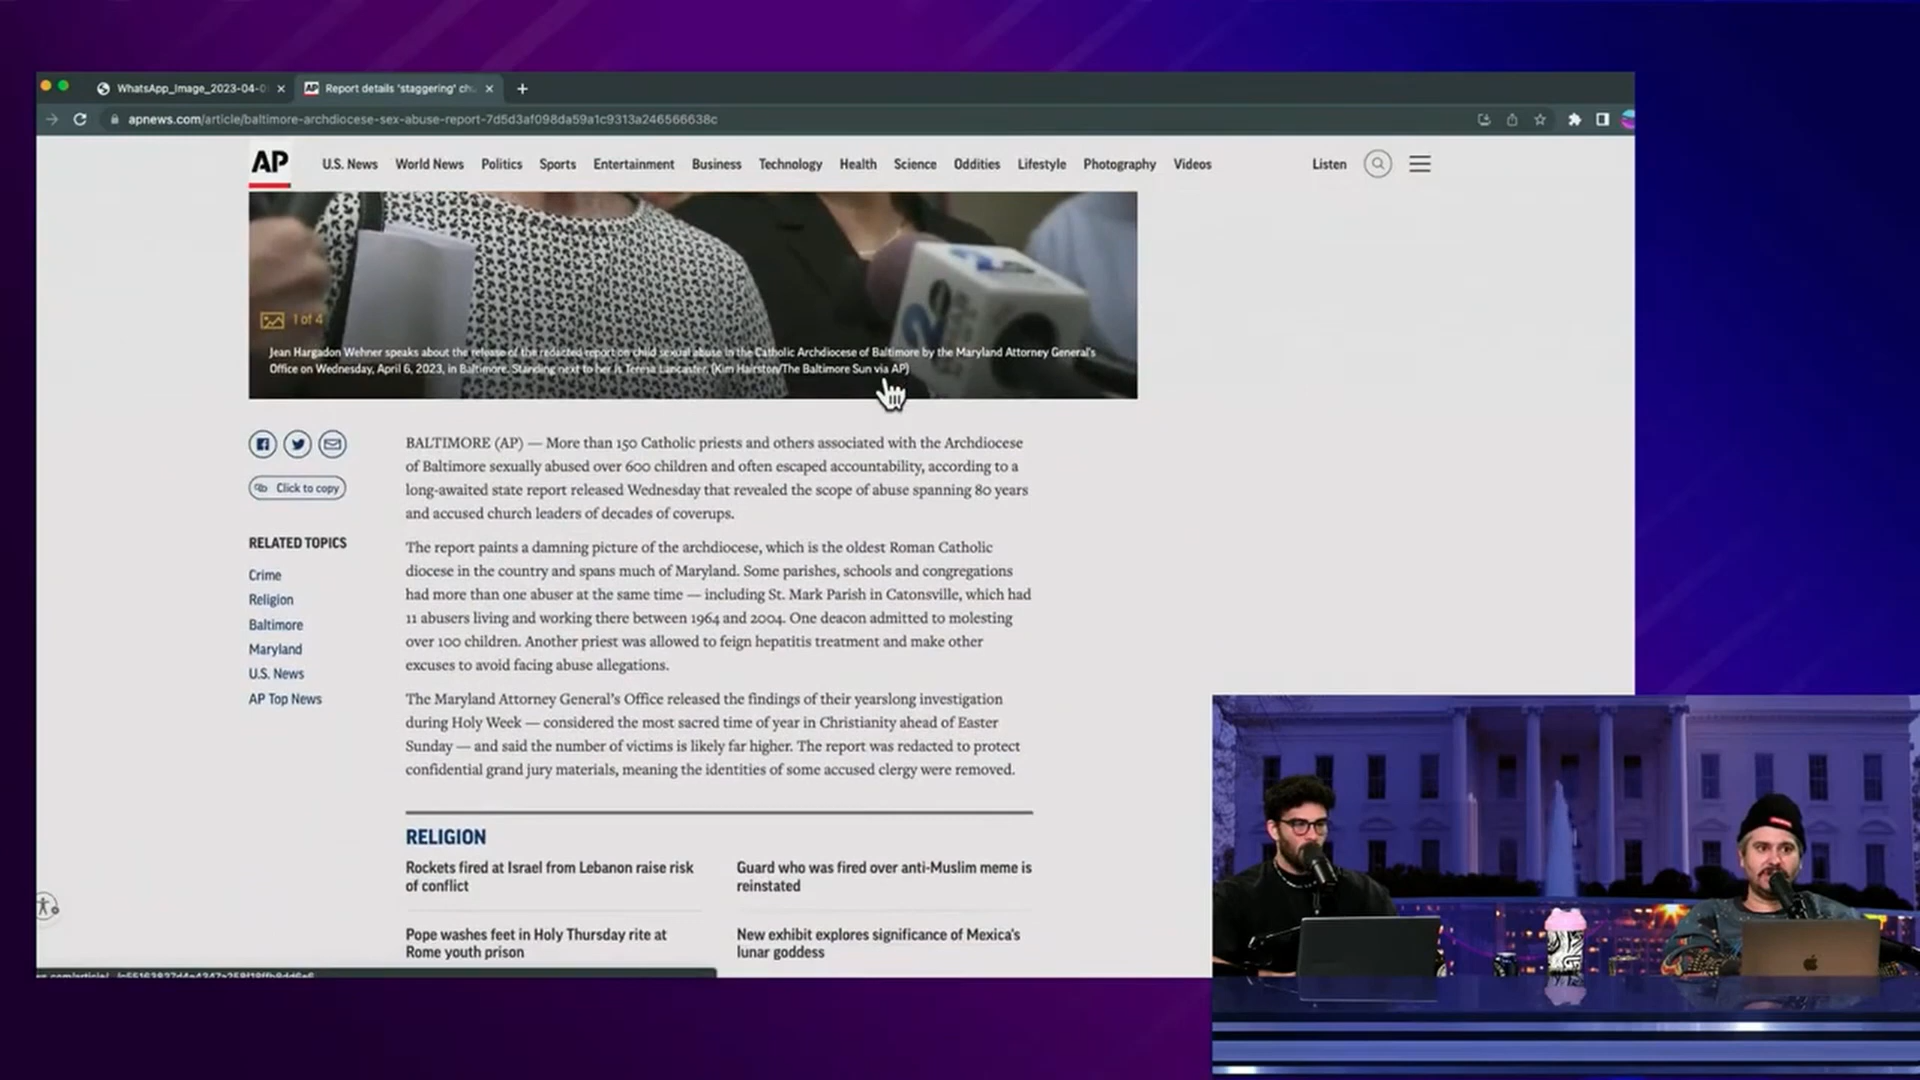 WhatsApp_Image_2023-04-0
Report details 'staggering' ch
apnews.com/article/baltimore-archdiocese-sex-abuse-report-7d5d3af098da59a1c9313a246566638c
AP
U.S. News
World News
Politics
Sports
Entertainment
Business
Technology
Health
Science
Oddities
Lifestyle
Photography
Videos
Listen
2
1 of 4
Jean Hargadon Wehner speaks about the release of the redacted report on child sexual abuse in the Catholic Archdiocese of Baltimore by the Maryland Attorney General's
Office on Wednesday, April 6, 2023, in Baltimore. Standing next to her is Teresa Lancaster. (Kim Hairston/The Baltimore Sun via AP)
Click to copy
RELATED TOPICS
Crime
Religion
Baltimore
Maryland
U.S. News
AP Top News
BALTIMORE (AP) — More than 150 Catholic priests and others associated with the Archdiocese
of Baltimore sexually abused over 600 children and often escaped accountability, according to a
long-awaited state report released Wednesday that revealed the scope of abuse spanning 80 years
and accused church leaders of decades of coverups.
The report paints a damning picture of the archdiocese, which is the oldest Roman Catholic
diocese in the country and spans much of Maryland. Some parishes, schools and congregations
had more than one abuser at the same time — including St. Mark Parish in Catonsville, which had
11 abusers living and working there between 1964 and 2004. One deacon admitted to molesting
over 100 children. Another priest was allowed to feign hepatitis treatment and make other
excuses to avoid facing abuse allegations.
The Maryland Attorney General's Office released the findings of their yearslong investigation
during Holy Week — considered the most sacred time of year in Christianity ahead of Easter
Sunday — and said the number of victims is likely far higher. The report was redacted to protect
confidential grand jury materials, meaning the identities of some accused clergy were removed.
RELIGION
Rockets fired at Israel from Lebanon raise risk
of conflict
Guard who was fired over anti-Muslim meme is
reinstated
Pope washes feet in Holy Thursday rite at
Rome youth prison
New exhibit explores significance of Mexica's
lunar goddess